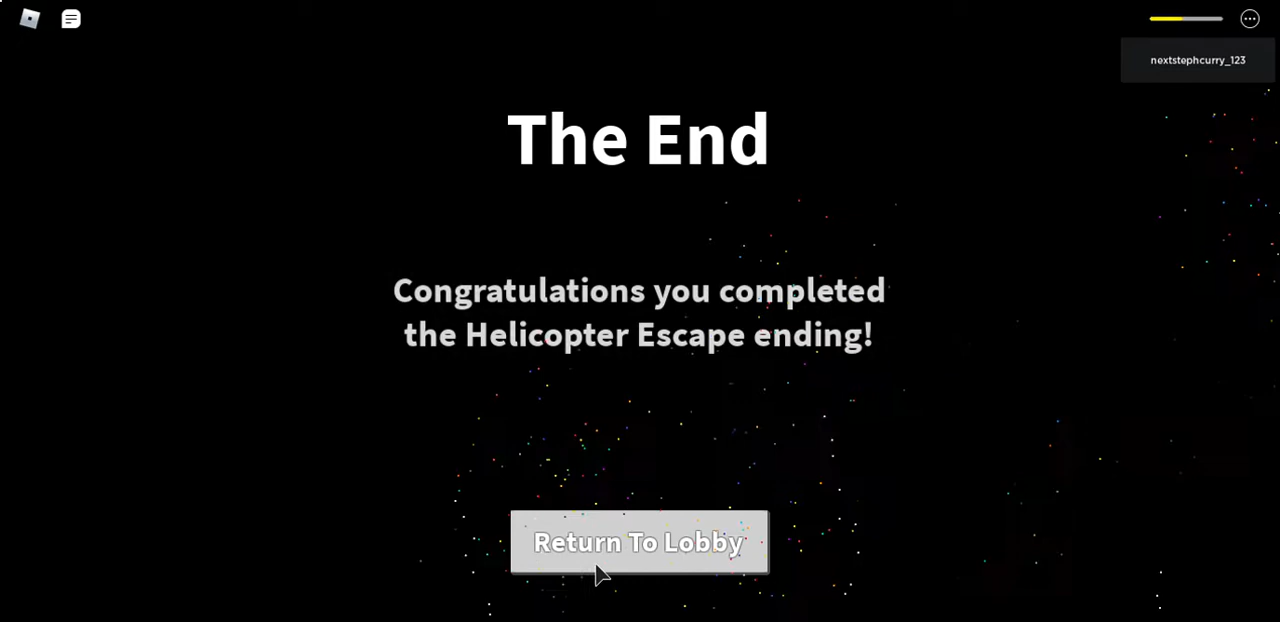 nextstephcurry_123
The End
Congratulations you completed
the Helicopter Escape ending!
Return To Lobby